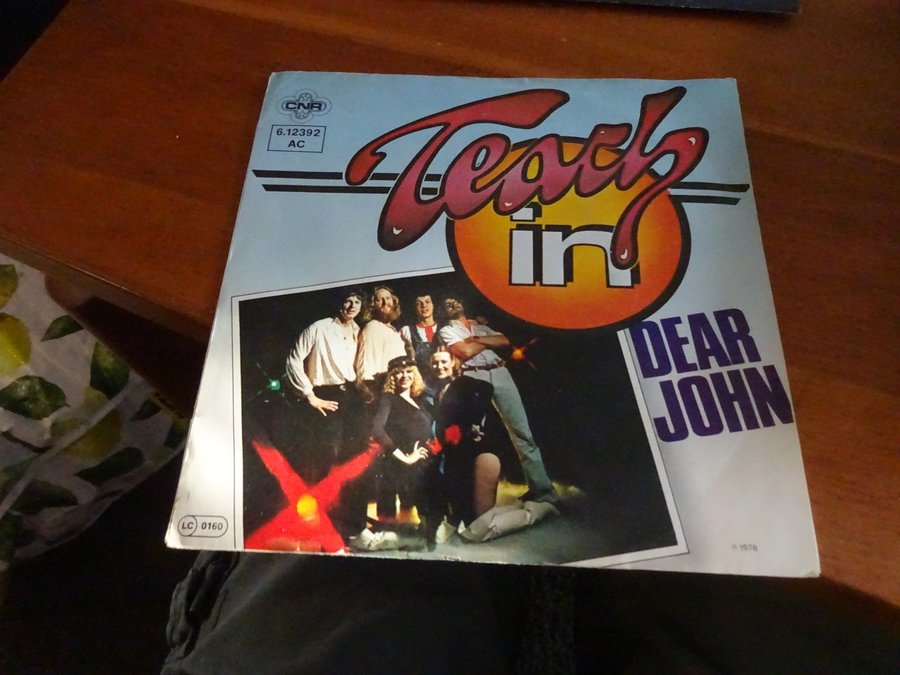 CNR
6.12392
AC
Teach
in
DEAR
JOHN
LC 0160
℗ 1978